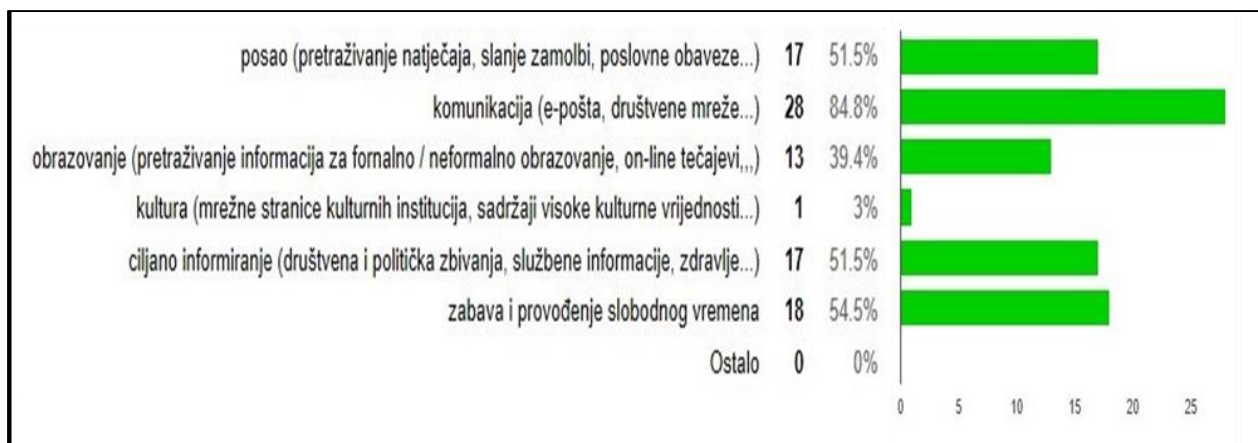 posao (pretraživanje natječaja, slanje zamolbi, poslovne obaveze...) 17 51.5%
komunikacija (e-pošta, društvene mreže...) 28 84.8%
obrazovanje (pretraživanje informacija za fornalno / neformalno obrazovanje, on-line tečajevi,,,) 13 39.4%
kultura (mrežne stranice kulturnih institucija, sadržaji visoke kulturne vrijednosti...) 1 3%
ciljano informiranje (društvena i politička zbivanja, službene informacije, zdravlje...) 17 51.5%
zabava i provođenje slobodnog vremena 18 54.5%
Ostalo 0 0%
0 5 10 15 20 25